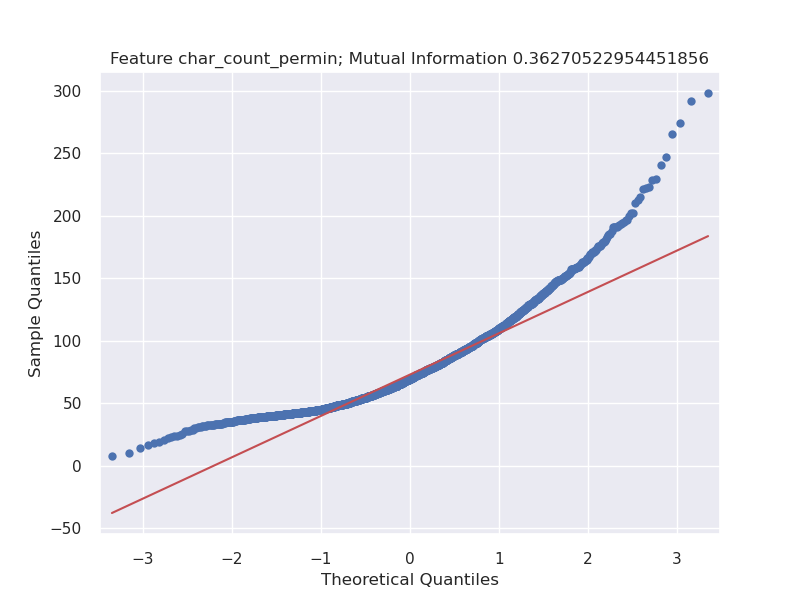 Feature char_count_permin; Mutual Information 0.36270522954451856
300
250
200
150
100
50
0
−50
Sample Quantiles
−3 −2 −1 0 1 2 3
Theoretical Quantiles